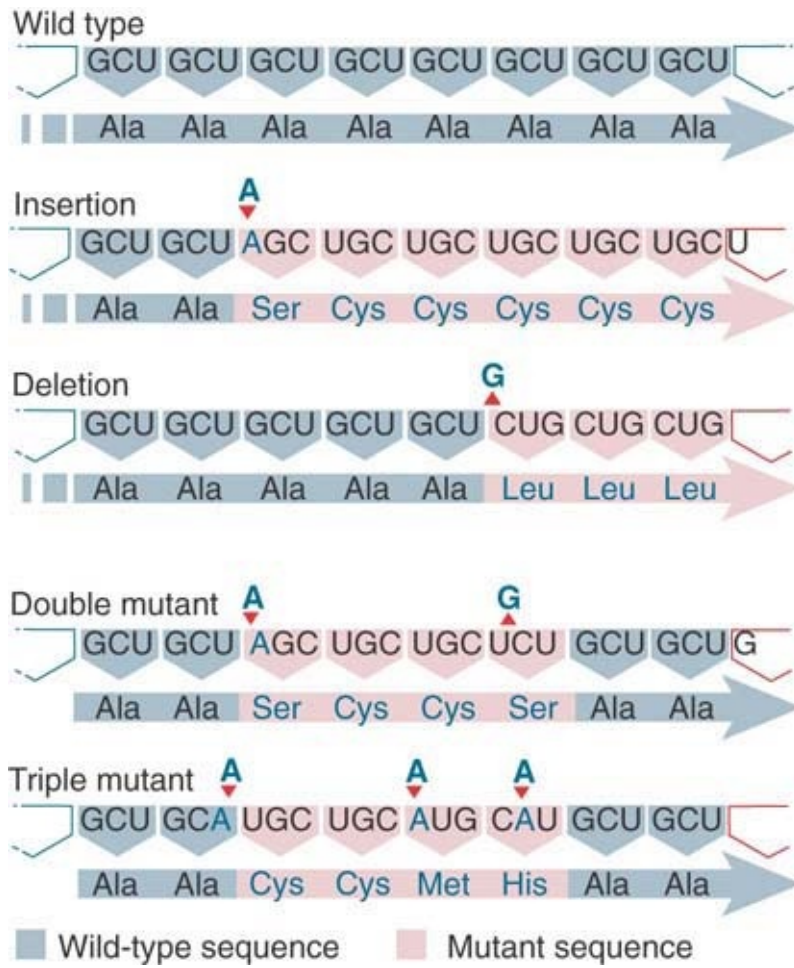 Wild type
GCU GCU GCU GCU GCU GCU GCU GCU
Ala Ala Ala Ala Ala Ala Ala Ala
A
Insertion
GCU GCU AGC UGC UGC UGC UGC UGCU
Ala Ala Ser Cys Cys Cys Cys Cys
G
Deletion
GCU GCU GCU GCU GCU CUG CUG CUG
Ala Ala Ala Ala Ala Leu Leu Leu
A G
Double mutant
GCU GCU AGC UGC UGC UCU GCU GCU G
Ala Ala Ser Cys Cys Ser Ala Ala
A A A
Triple mutant
GCU GCA UGC UGC AUG CAU GCU GCU
Ala Ala Cys Cys Met His Ala Ala
Wild-type sequence Mutant sequence